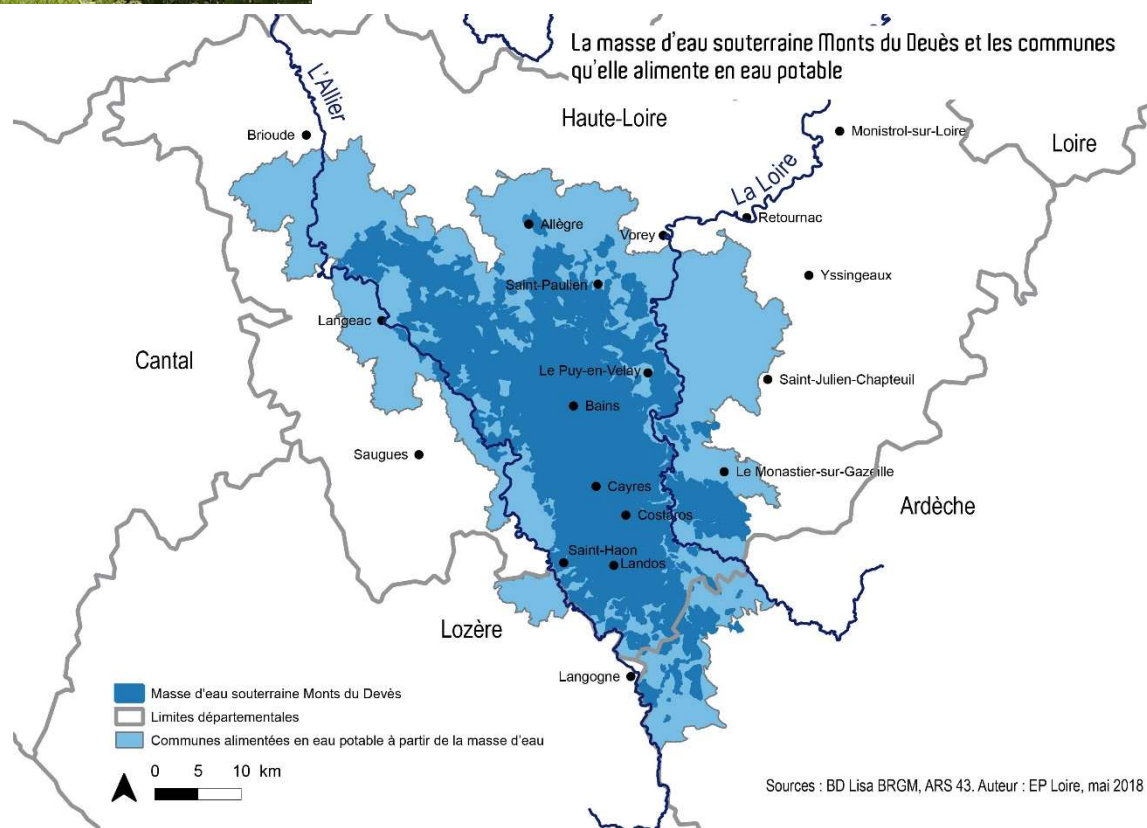 La masse d'eau souterraine Monts du Devès et les communes
qu'elle alimente en eau potable
L'Allier
Haute-Loire
Brioude
Monistrol-sur-Loire
Loire
La Loire
Retournac
Allègre
Vorey
Yssingeaux
Saint-Paulien
Langeac
Cantal
Le Puy-en-Velay
Saint-Julien-Chapteuil
Bains
Saugues
Le Monastier-sur-Gazeille
Cayres
Ardèche
Costaros
Saint-Haon
Landos
Lozère
Langogne
Masse d'eau souterraine Monts du Devès
Limites départementales
Communes alimentées en eau potable à partir de la masse d'eau
0 5 10 km
Sources : BD Lisa BRGM, ARS 43. Auteur : EP Loire, mai 2018